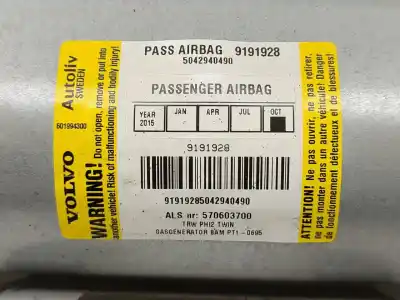 PASS AIRBAG 9191928
5042940490
PASSENGER AIRBAG
YEAR JAN APR JUL OCT
2015
9191928
91919285042940490
ALS nr: 570603700
TRW PHI2 TWIN
GASGENERATOR BAM PT1 -0695
Autoliv
SWEDEN
601994300
VOLVO
WARNING! Do not open, remove or put into
another vehicle! Risk of malfunctioning and bodily injury!
ATTENTION! Ne pas ouvrir, ne pas retirer,
ne pas monter dans un autre véhicule! Danger
de fonctionnement défectueux et de blessures!